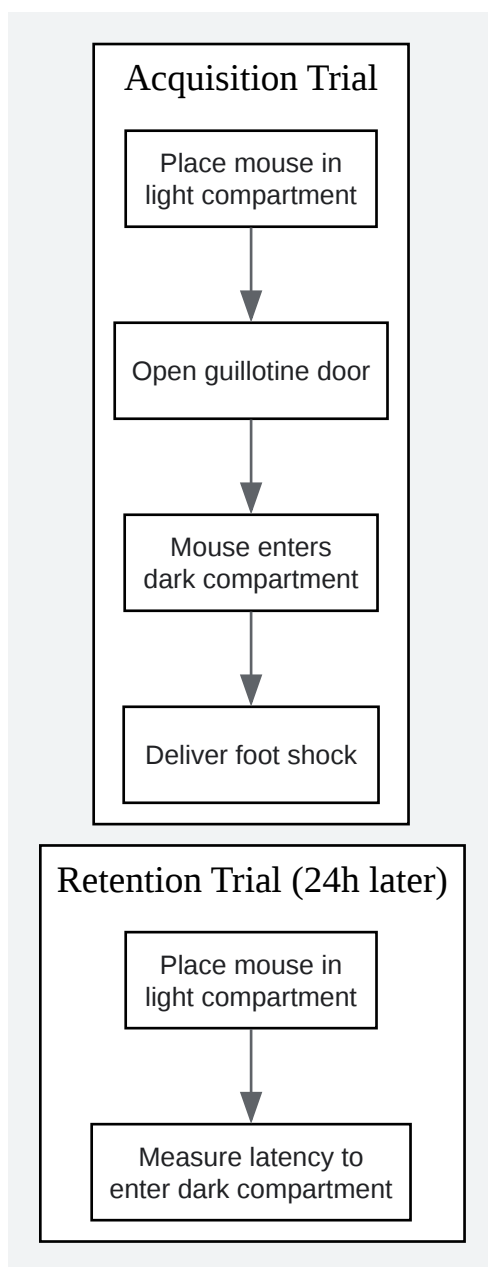 Acquisition Trial
Place mouse in
light compartment
Open guillotine door
Mouse enters
dark compartment
Deliver foot shock
Retention Trial (24h later)
Place mouse in
light compartment
Measure latency to
enter dark compartment